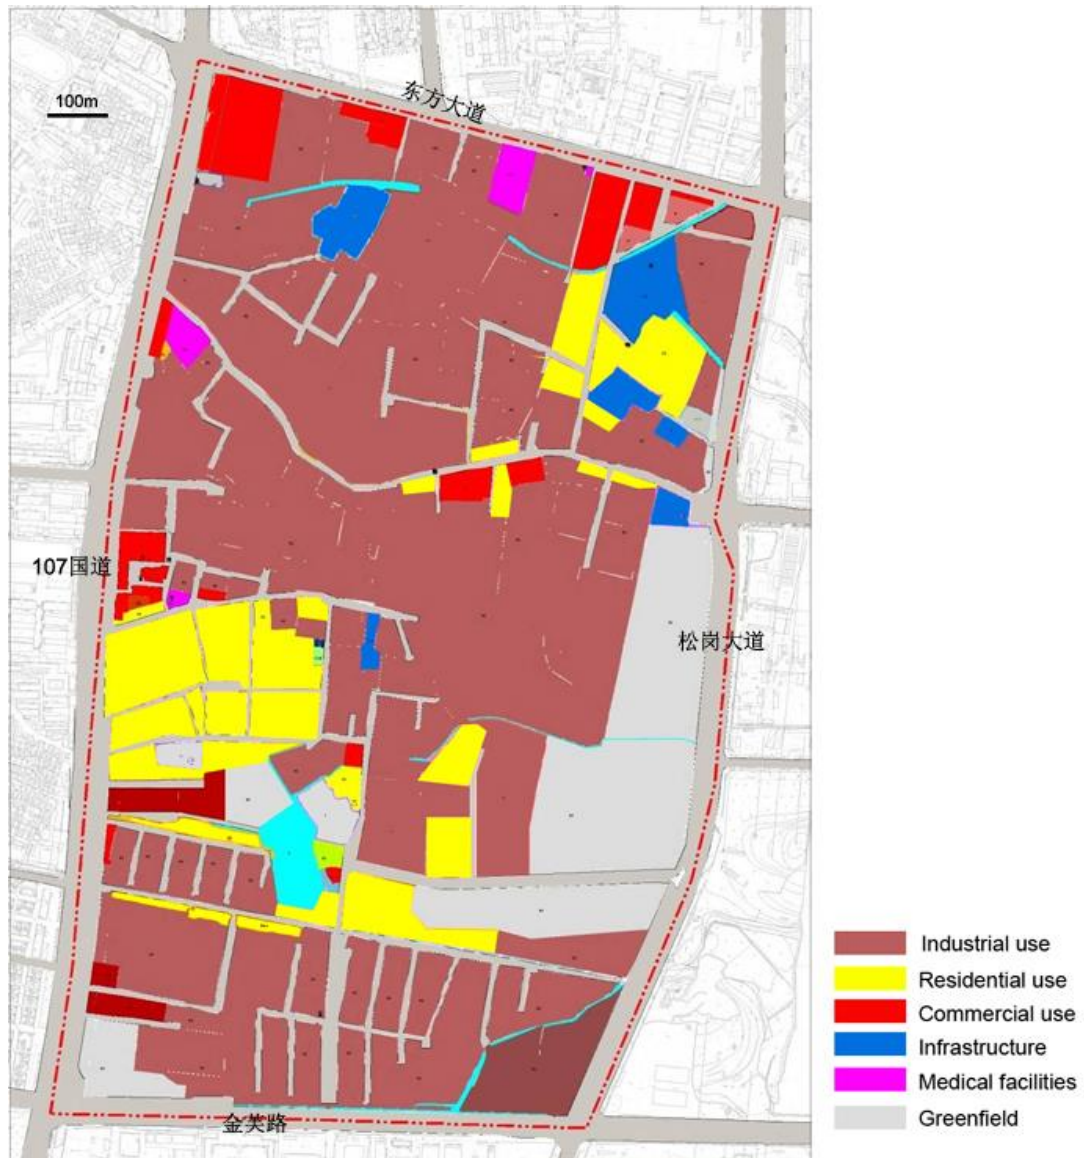 东方大道
100m
107国道
松岗大道
金芙路
Industrial use
Residential use
Commercial use
Infrastructure
Medical facilities
Greenfield